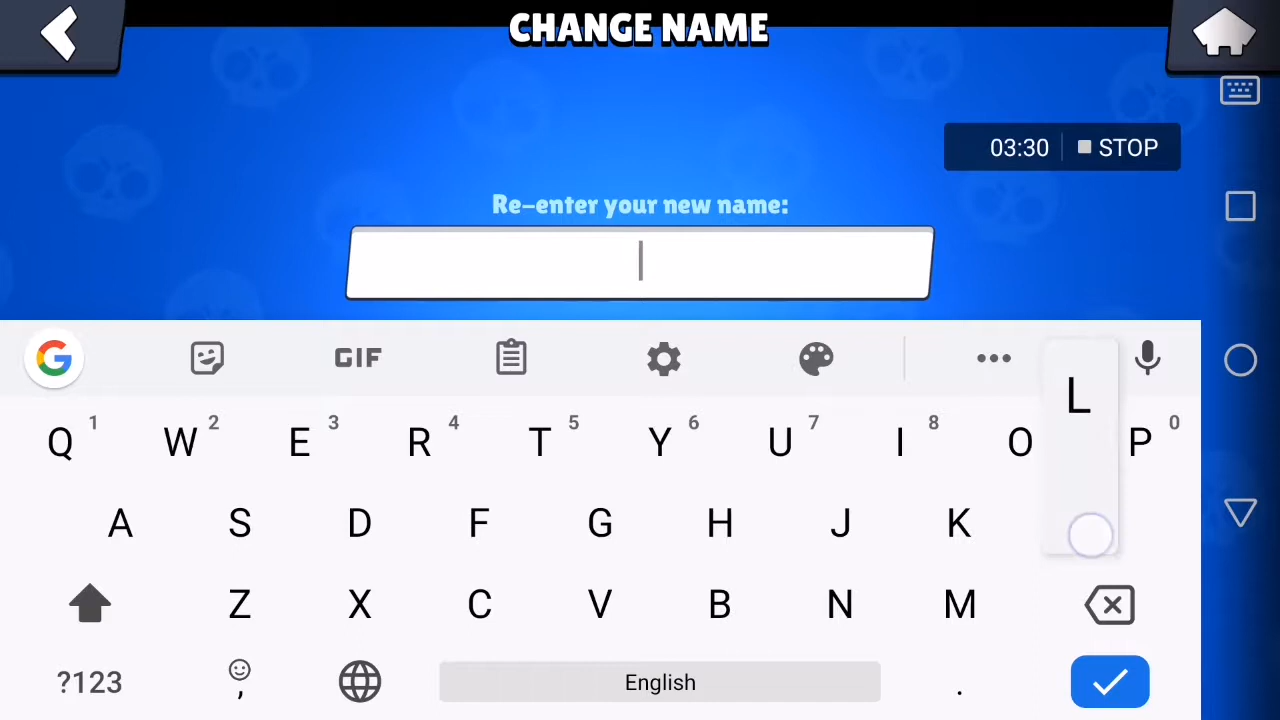 CHANGE NAME
03:30 STOP
Re-enter your new name:
GIF
L
Q 1 W 2 E 3 R 4 T 5 Y 6 U 7 I 8 O P 0
A S D F G H J K
Z X C V B N M
?123 , English .